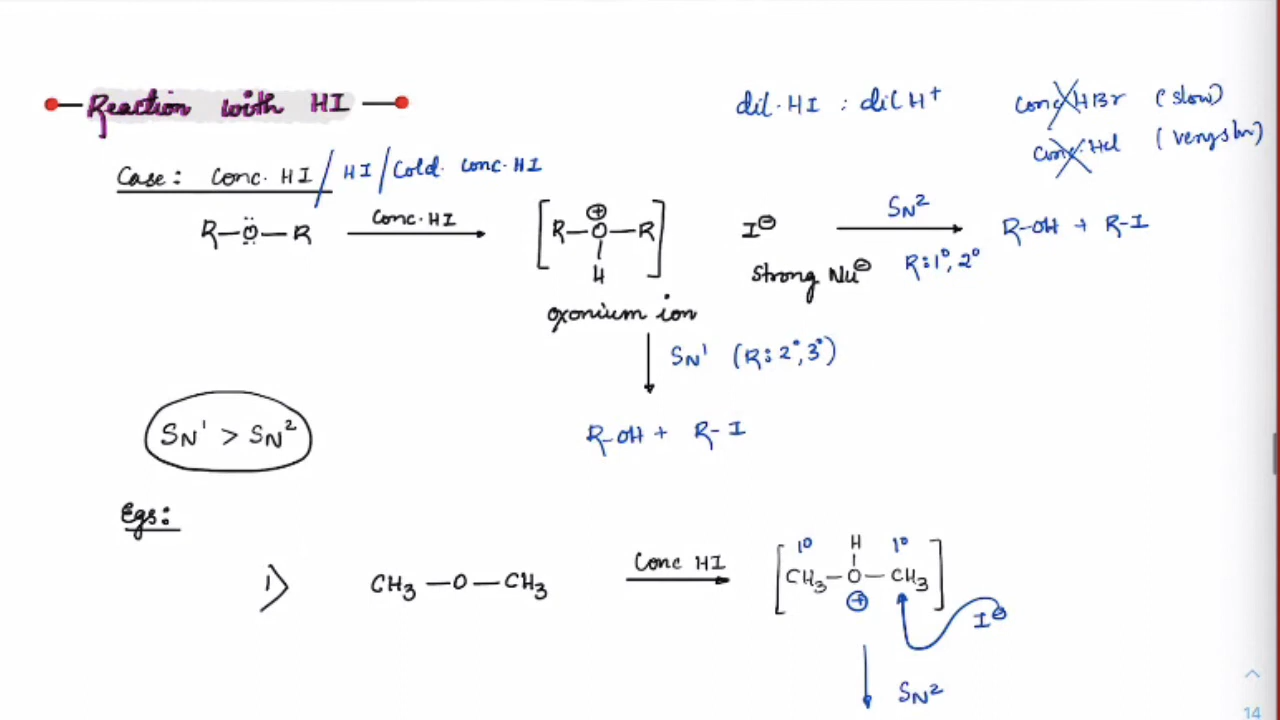 Reaction with HI
dil. HI : dil H⁺
conc HBr (slow)
conc. Hcl (very slow)
Case: Conc. HI / HI / Cold. conc. HI
R-Ö-R
Conc. HI
[R-O⊕-R]
H
oxonium ion
I⊖
Strong Nu⊖
SN²
R: 1°, 2°
R-OH + R-I
SN¹ (R: 2°, 3°)
R-OH + R-I
SN¹ > SN²
Egs:
1) CH₃-O-CH₃
Conc HI
1° H 1°
[CH₃-O-CH₃]
⊕
I⊖
SN²
14